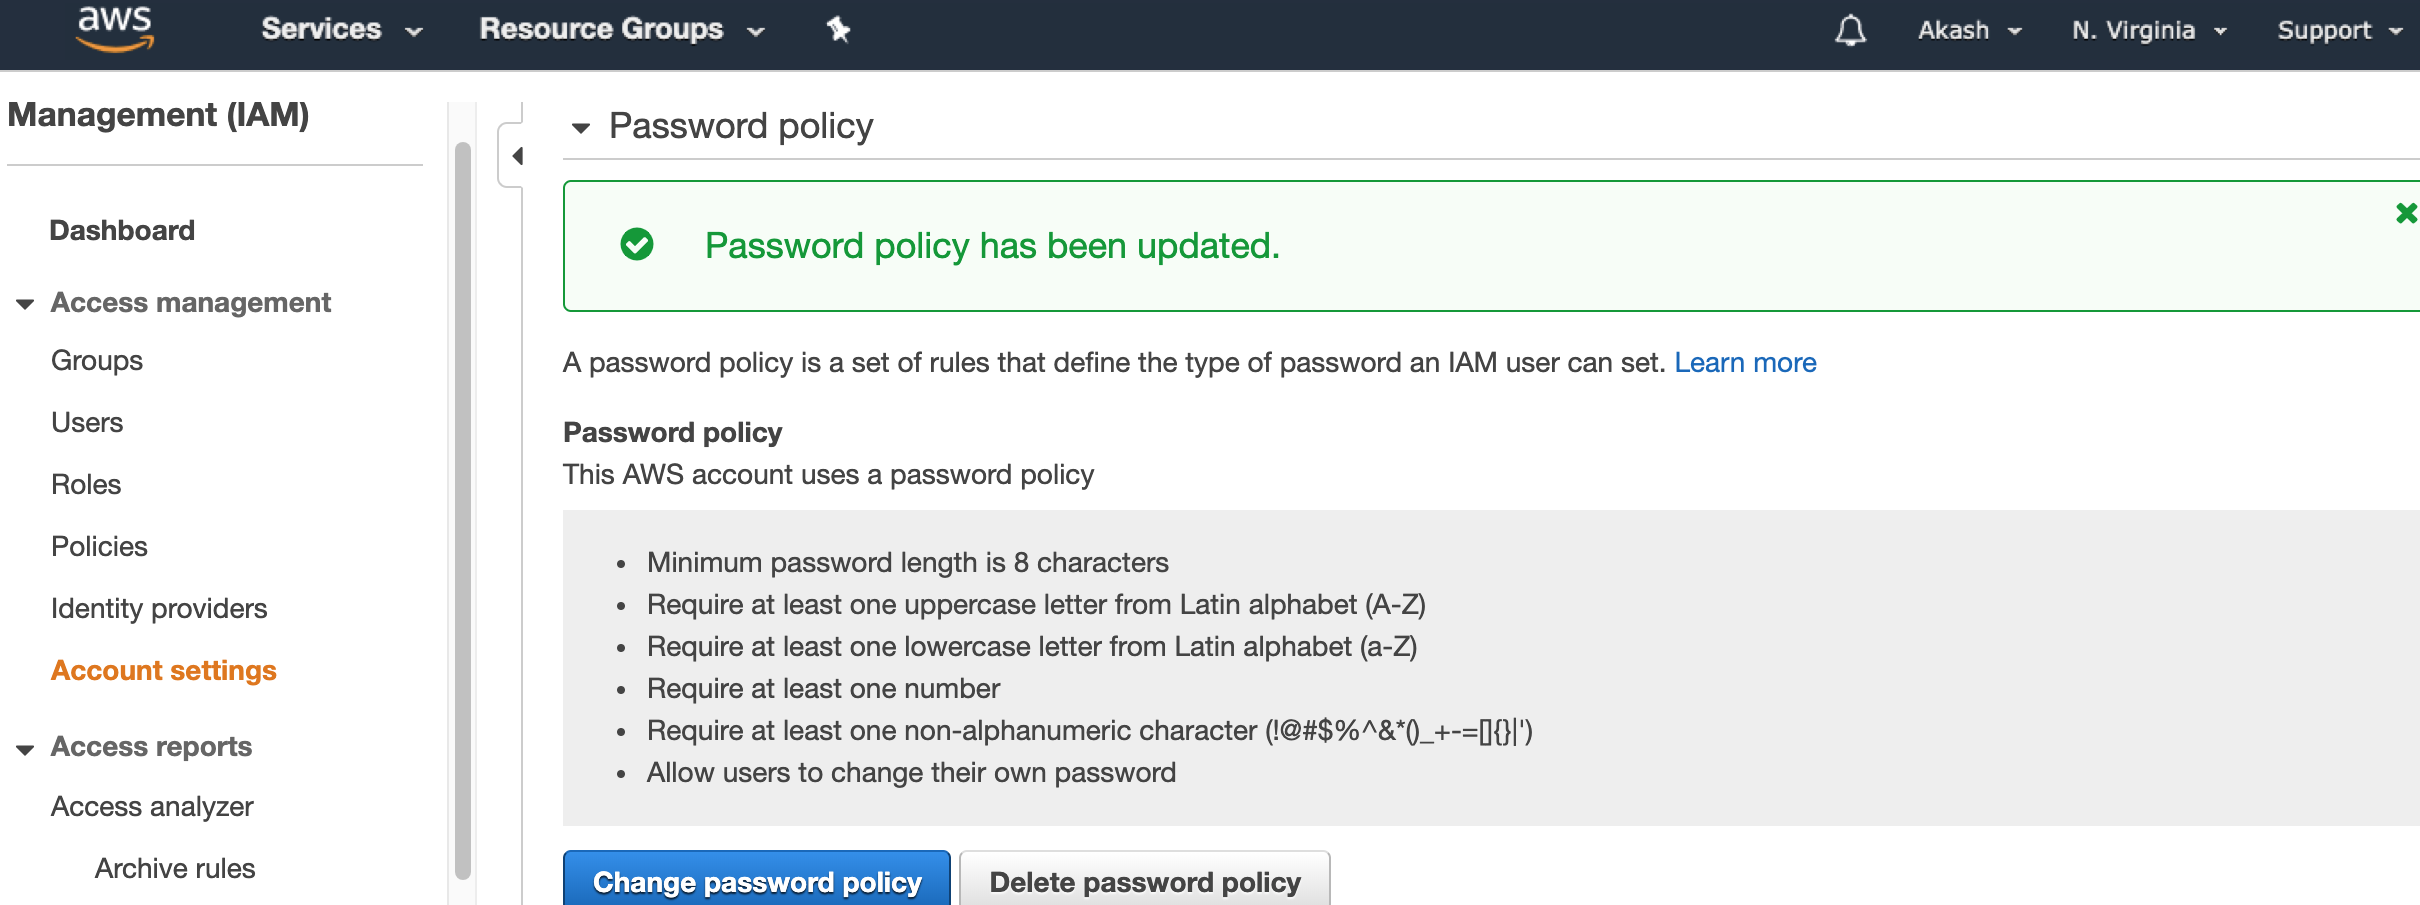 aws Services Resource Groups Akash N. Virginia Support
Management (IAM)
Dashboard
Access management
Groups
Users
Roles
Policies
Identity providers
Account settings
Access reports
Access analyzer
Archive rules
Password policy
Password policy has been updated.
A password policy is a set of rules that define the type of password an IAM user can set. Learn more
Password policy
This AWS account uses a password policy
• Minimum password length is 8 characters
• Require at least one uppercase letter from Latin alphabet (A-Z)
• Require at least one lowercase letter from Latin alphabet (a-Z)
• Require at least one number
• Require at least one non-alphanumeric character (!@#$%^&*()_+-=[]{}|')
• Allow users to change their own password
Change password policy Delete password policy